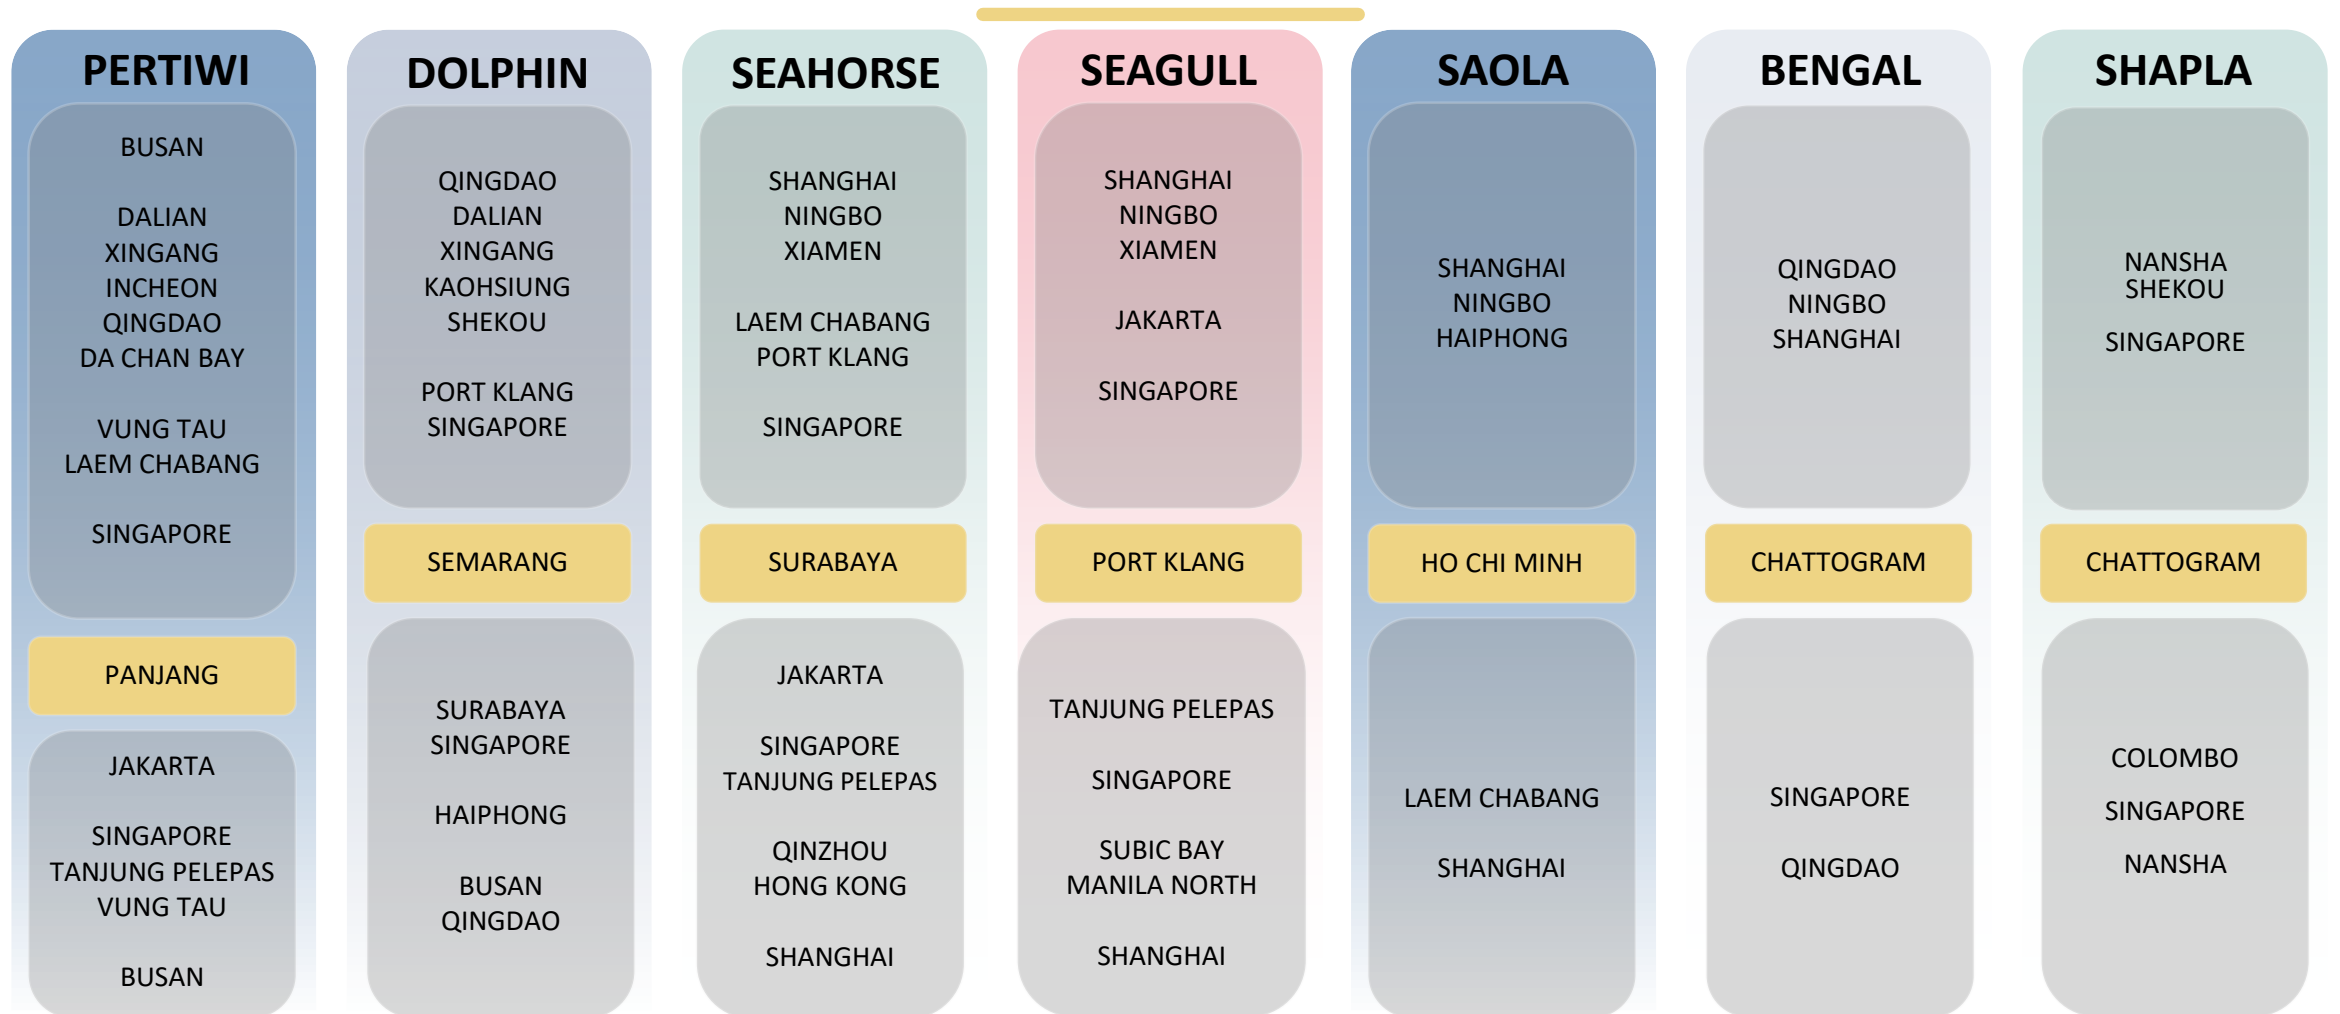 PERTIWI
BUSAN
DALIAN
XINGANG
INCHEON
QINGDAO
DA CHAN BAY
VUNG TAU
LAEM CHABANG
SINGAPORE
PANJANG
JAKARTA
SINGAPORE
TANJUNG PELEPAS
VUNG TAU
BUSAN
DOLPHIN
QINGDAO
DALIAN
XINGANG
KAOHSIUNG
SHEKOU
PORT KLANG
SINGAPORE
SEMARANG
SURABAYA
SINGAPORE
HAIPHONG
BUSAN
QINGDAO
SEAHORSE
SHANGHAI
NINGBO
XIAMEN
LAEM CHABANG
PORT KLANG
SINGAPORE
SURABAYA
JAKARTA
SINGAPORE
TANJUNG PELEPAS
QINZHOU
HONG KONG
SHANGHAI
SEAGULL
SHANGHAI
NINGBO
XIAMEN
JAKARTA
SINGAPORE
PORT KLANG
TANJUNG PELEPAS
SINGAPORE
SUBIC BAY
MANILA NORTH
SHANGHAI
SAOLA
SHANGHAI
NINGBO
HAIPHONG
HO CHI MINH
LAEM CHABANG
SHANGHAI
BENGAL
QINGDAO
NINGBO
SHANGHAI
CHATTOGRAM
SINGAPORE
QINGDAO
SHAPLA
NANSHA
SHEKOU
SINGAPORE
CHATTOGRAM
COLOMBO
SINGAPORE
NANSHA